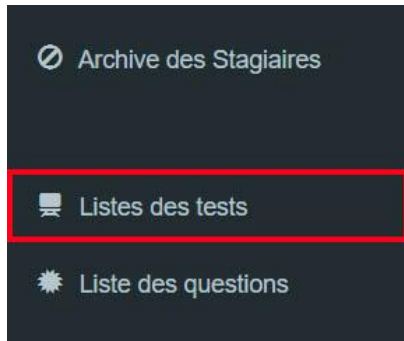 Archive des Stagiaires
Listes des tests
Liste des questions